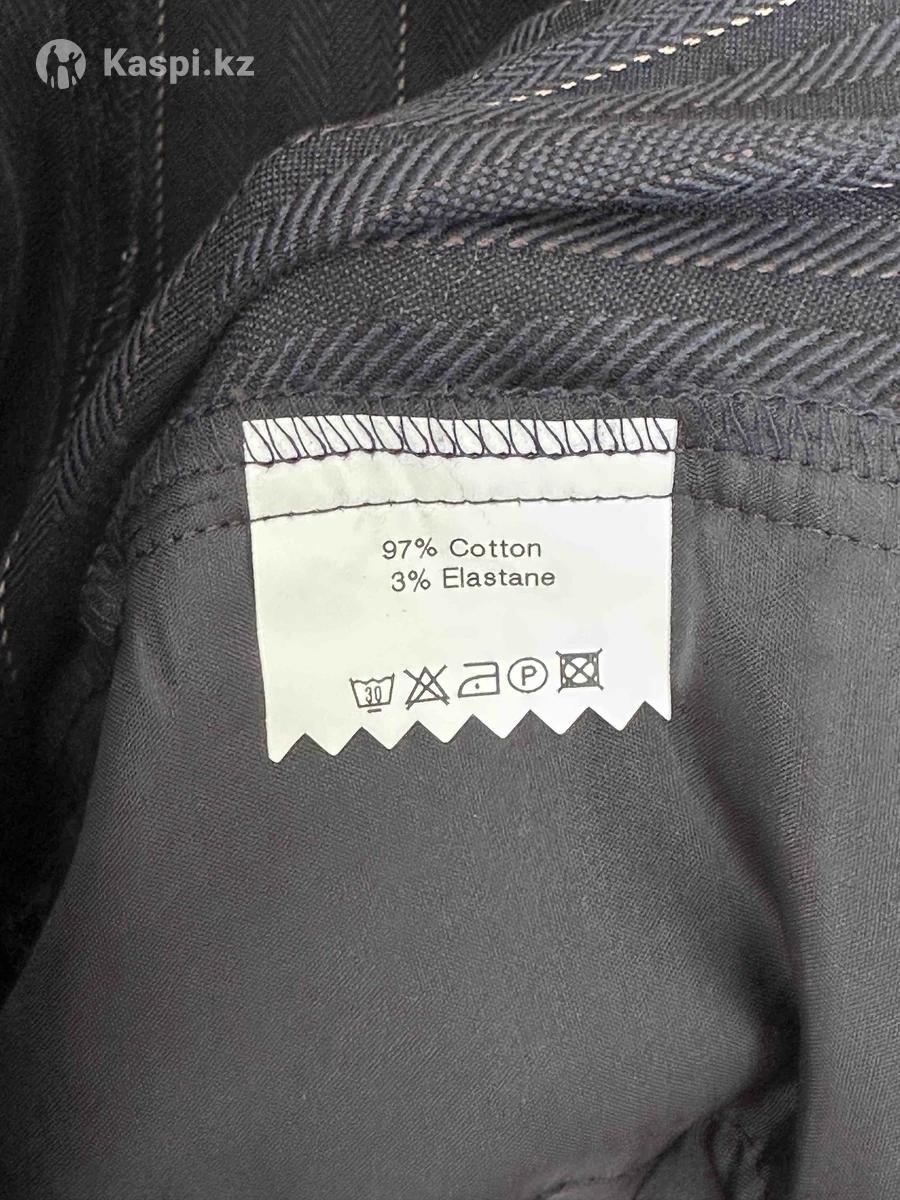 Kaspi.kz
97% Cotton
3% Elastane
30
P